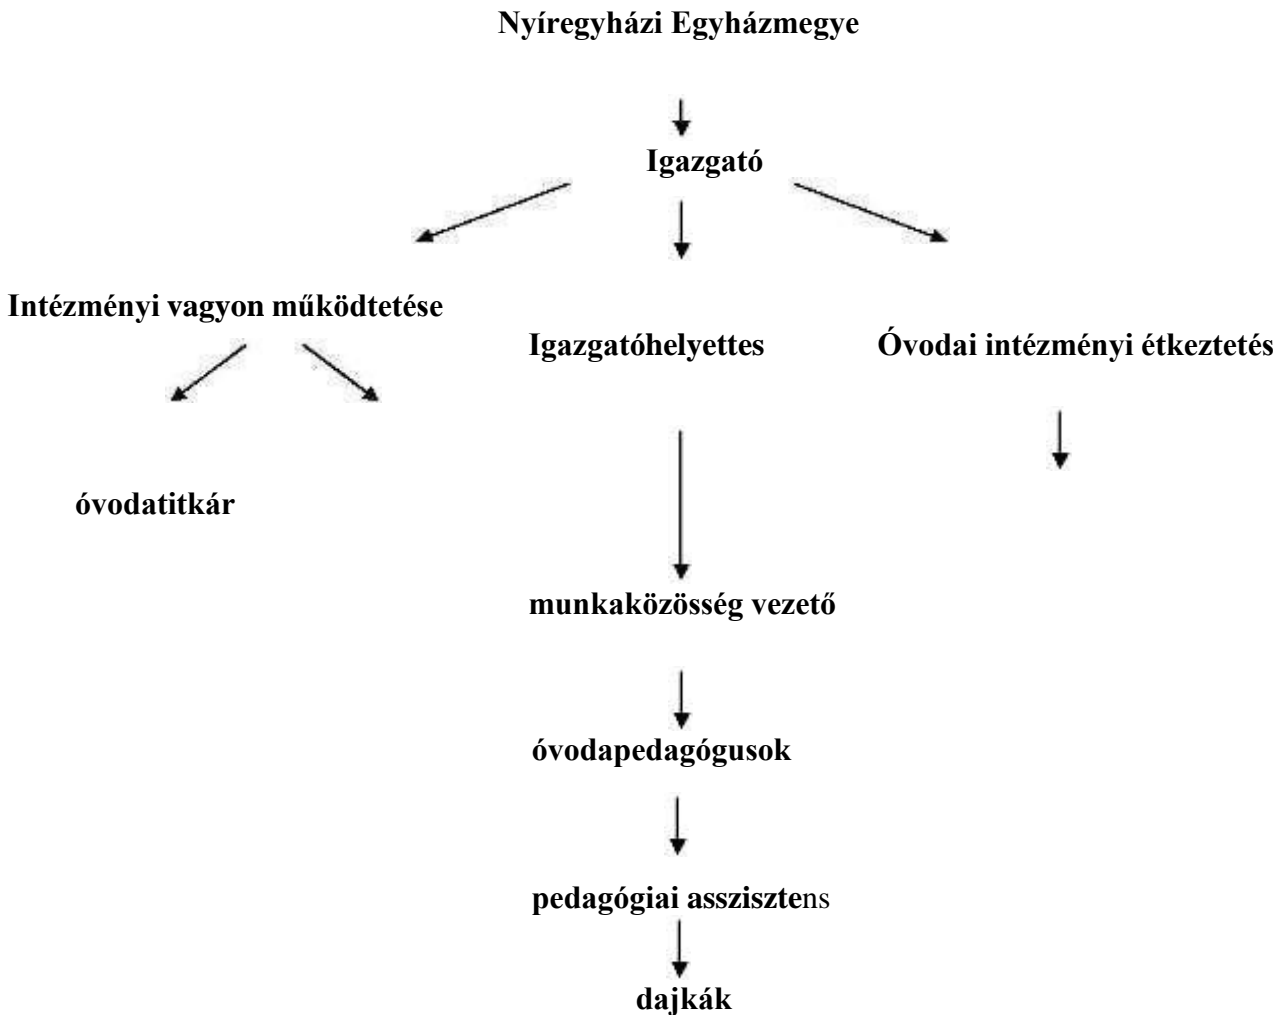 Nyíregyházi Egyházmegye
Igazgató
Intézményi vagyon működtetése
Igazgatóhelyettes
Óvodai intézményi étkeztetés
óvodatitkár
munkaközösség vezető
óvodapedagógusok
pedagógiai asszisztens
dajkák